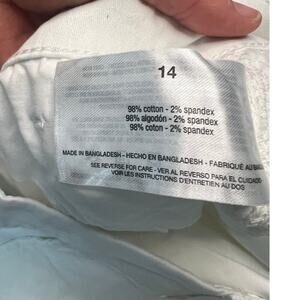 14
98% cotton - 2% spandex
98% algodón - 2% spandex
98% coton - 2% spandex
MADE IN BANGLADESH - HECHO EN BANGLADESH - FABRIQUÉ AU
SEE REVERSE FOR CARE - VER AL REVERSO PARA EL CUIDADO
VOIR LES INSTRUCTIONS D'ENTRETIEN AU DOS